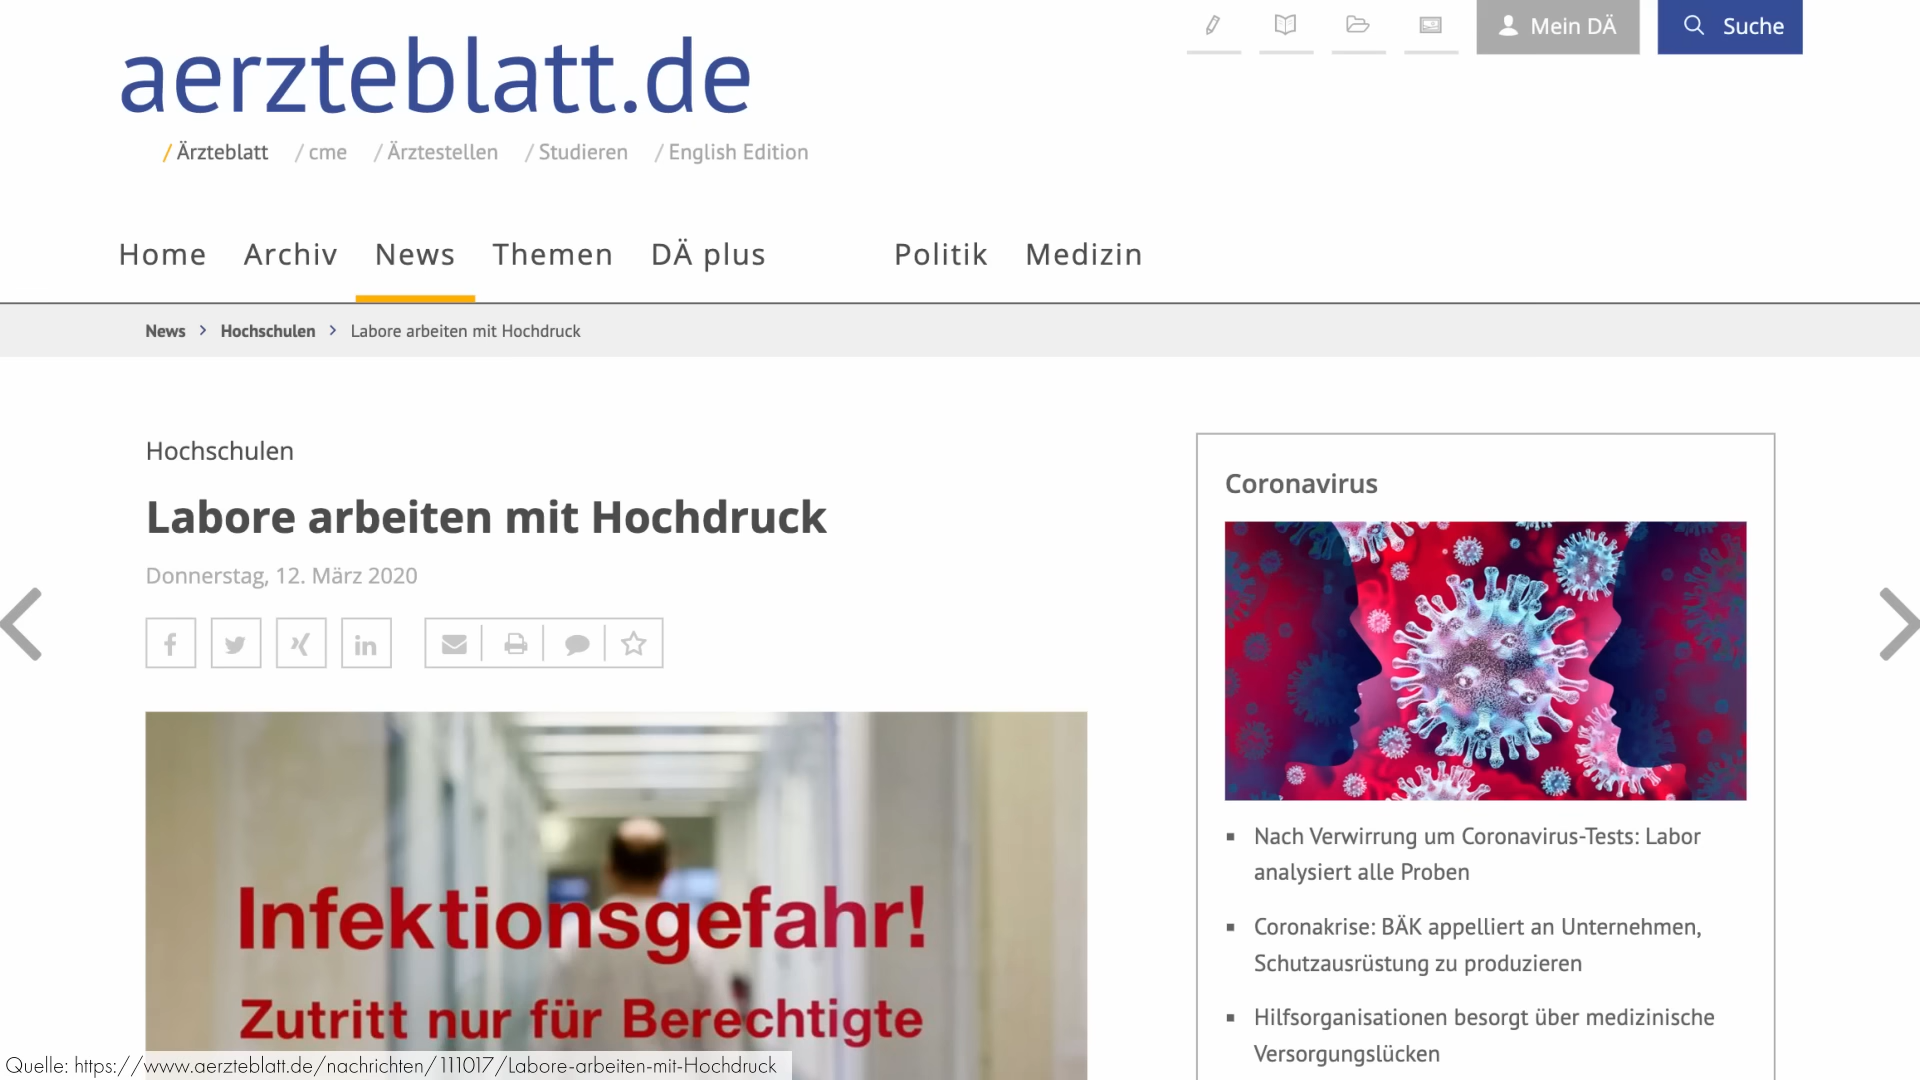 Mein DÄ
Suche
aerzteblatt.de
/ Ärzteblatt / cme / Ärztestellen / Studieren / English Edition
Home Archiv News Themen DÄ plus Politik Medizin
News > Hochschulen > Labore arbeiten mit Hochdruck
Hochschulen
Labore arbeiten mit Hochdruck
Donnerstag, 12. März 2020
Infektionsgefahr!
Zutritt nur für Berechtigte
Coronavirus
Nach Verwirrung um Coronavirus-Tests: Labor
analysiert alle Proben
Coronakrise: BÄK appelliert an Unternehmen,
Schutzausrüstung zu produzieren
Hilfsorganisationen besorgt über medizinische
Versorgungslücken
Quelle: https://www.aerzteblatt.de/nachrichten/111017/Labore-arbeiten-mit-Hochdruck